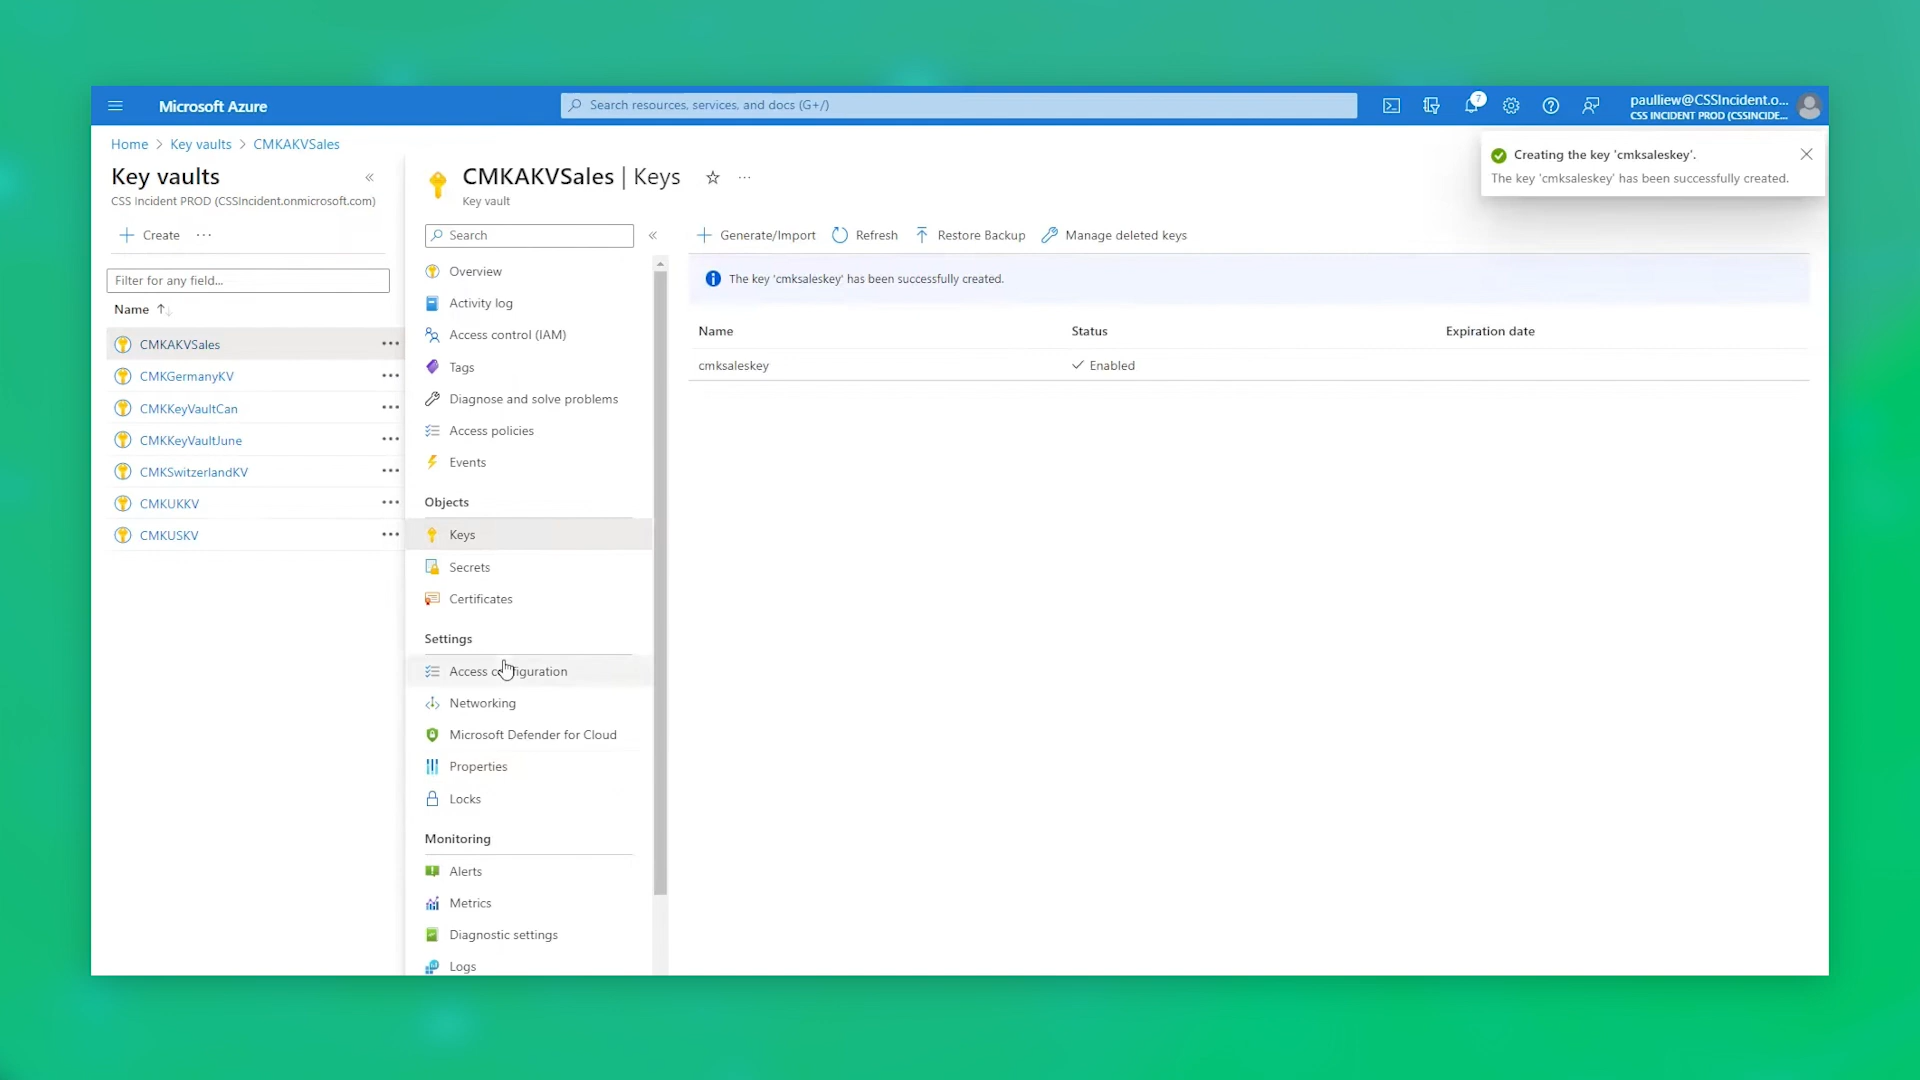 Microsoft Azure
Search resources, services, and docs (G+/)
7
paulliew@CSSIncident.o...
CSS INCIDENT PROD (CSSINCIDE...
Home > Key vaults > CMKAKVSales
Creating the key 'cmksaleskey'.
The key 'cmksaleskey' has been successfully created.
Key vaults
CSS Incident PROD (CSSIncident.onmicrosoft.com)
Create
Filter for any field...
Name
CMKAKVSales
CMKGermanyKV
CMKKeyVaultCan
CMKKeyVaultJune
CMKSwitzerlandKV
CMKUKKV
CMKUSKV
CMKAKVSales | Keys
Key vault
Search
Overview
Activity log
Access control (IAM)
Tags
Diagnose and solve problems
Access policies
Events
Objects
Keys
Secrets
Certificates
Settings
Access configuration
Networking
Microsoft Defender for Cloud
Properties
Locks
Monitoring
Alerts
Metrics
Diagnostic settings
Logs
Generate/Import
Refresh
Restore Backup
Manage deleted keys
The key 'cmksaleskey' has been successfully created.
Name Status Expiration date
cmksaleskey Enabled